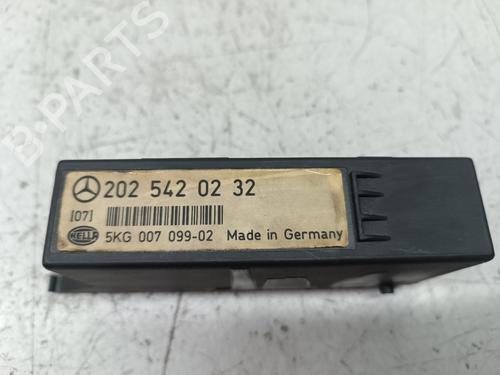 B-PARTS
202 542 02 32
[07]
HELLA 5KG 007 099-02 Made in Germany